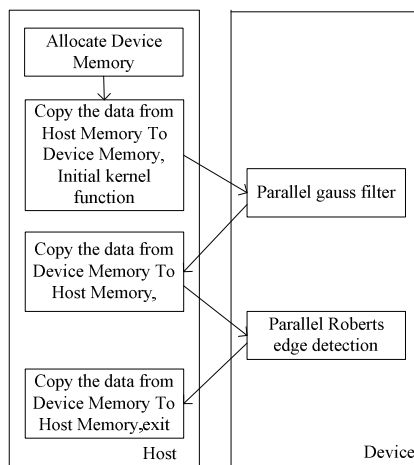 Allocate Device
Memory
Copy the data from
Host Memory To
Device Memory,
Initial kernel
function
Parallel gauss filter
Copy the data from
Device Memory To
Host Memory,
Parallel Roberts
edge detection
Copy the data from
Device Memory To
Host Memory,exit
Host
Device